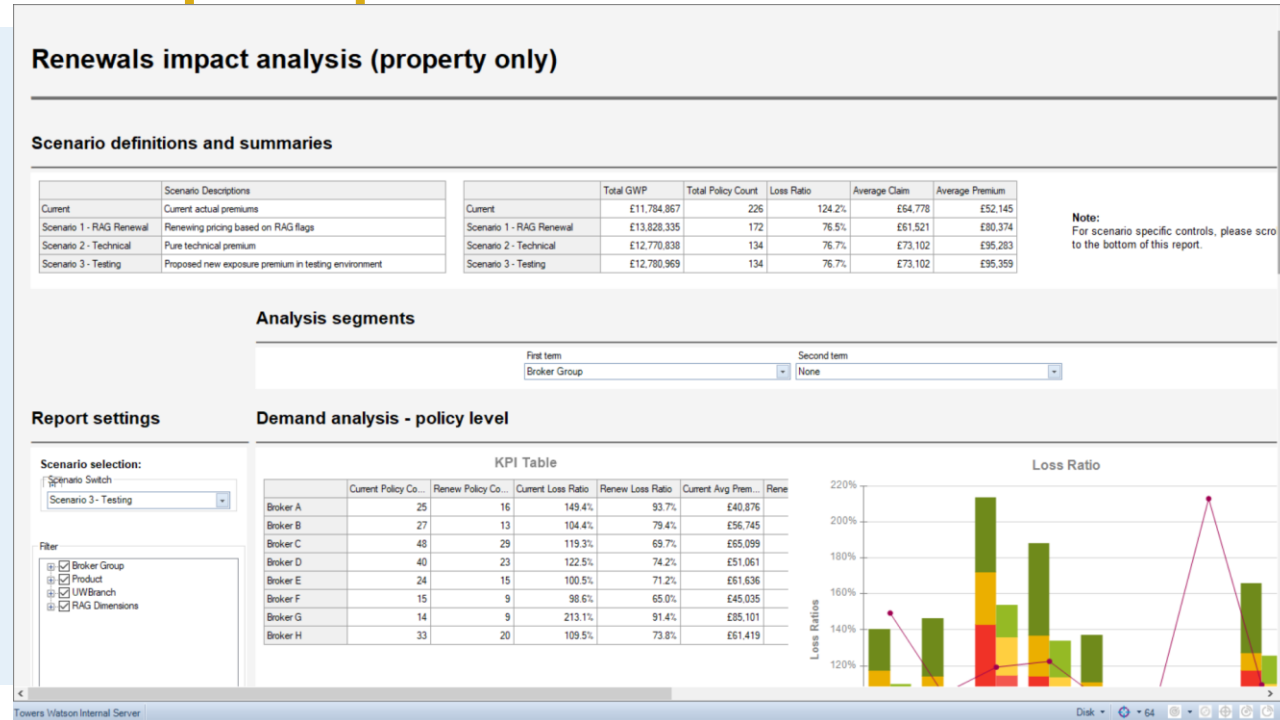 Renewals impact analysis (property only)
Scenario definitions and summaries
Scenario Descriptions
Current Current actual premiums
Scenario 1 - RAG Renewal Renewing pricing based on RAG flags
Scenario 2 - Technical Pure technical premium
Scenario 3 - Testing Proposed new exposure premium in testing environment
Total GWP Total Policy Count Loss Ratio Average Claim Average Premium
Current £11,784,867 226 124.2% £64,778 £52,145
Scenario 1 - RAG Renewal £13,828,335 172 76.5% £61,521 £80,374
Scenario 2 - Technical £12,770,838 134 76.7% £73,102 £95,283
Scenario 3 - Testing £12,780,969 134 76.7% £73,102 £95,359
Note:
For scenario specific controls, please scro
to the bottom of this report.
Analysis segments
First term Second term
Broker Group None
Report settings
Scenario selection:
Scenario Switch
Scenario 3 - Testing
Filter
Broker Group
Product
UWBranch
RAG Dimensions
Demand analysis - policy level
KPI Table
Current Policy Co... Renew Policy Co... Current Loss Ratio Renew Loss Ratio Current Avg Prem... Rene
Broker A 25 16 149.4% 93.7% £40,876
Broker B 27 13 104.4% 79.4% £56,745
Broker C 48 29 119.3% 69.7% £65,099
Broker D 40 23 122.5% 74.2% £51,061
Broker E 24 15 100.5% 71.2% £61,636
Broker F 15 9 98.6% 65.0% £45,035
Broker G 14 9 213.1% 91.4% £85,101
Broker H 33 20 109.5% 73.8% £61,419
Loss Ratio
Loss Ratios
220%
200%
180%
160%
140%
120%
Towers Watson Internal Server
Disk 64